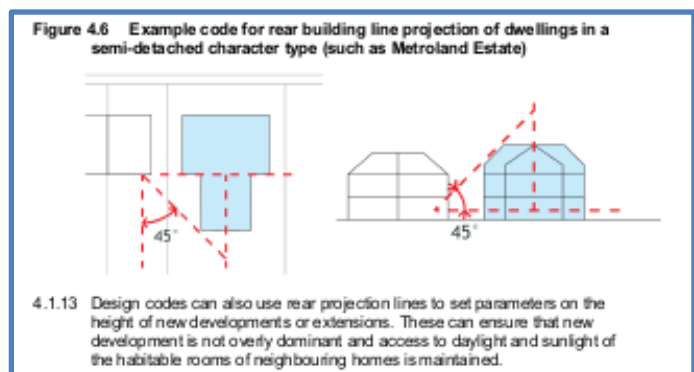 Figure 4.6 Example code for rear building line projection of dwellings in a
semi-detached character type (such as Metroland Estate)
45°
45°
4.1.13 Design codes can also use rear projection lines to set parameters on the
height of new developments or extensions. These can ensure that new
development is not overly dominant and access to daylight and sunlight of
the habitable rooms of neighbouring homes is maintained.